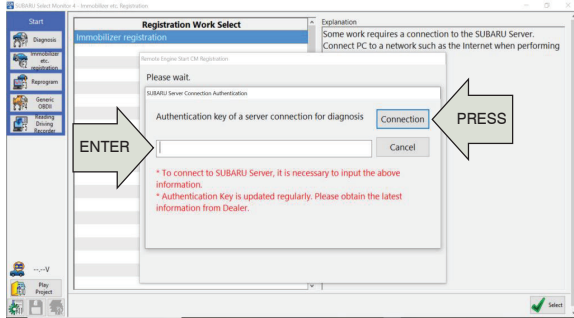 SUBARU Select Monitor 4 - Immobilizer etc. Registration
Start
Diagnosis
Immobilizer
etc.
registration
Reprogram
Generic
OBDII
Reading
Driving
Recorder
--.--V
Play
Project
Registration Work Select
Immobilizer registration
Explanation
Some work requires a connection to the SUBARU Server.
Connect PC to a network such as the Internet when performing
Remote Engine Start CM Registration
Please wait.
SUBARU Server Connection Authentication
Authentication key of a server connection for diagnosis
Connection
Cancel
* To connect to SUBARU Server, it is necessary to input the above
information.
* Authentication Key is updated regularly. Please obtain the latest
information from Dealer.
ENTER
PRESS
Select